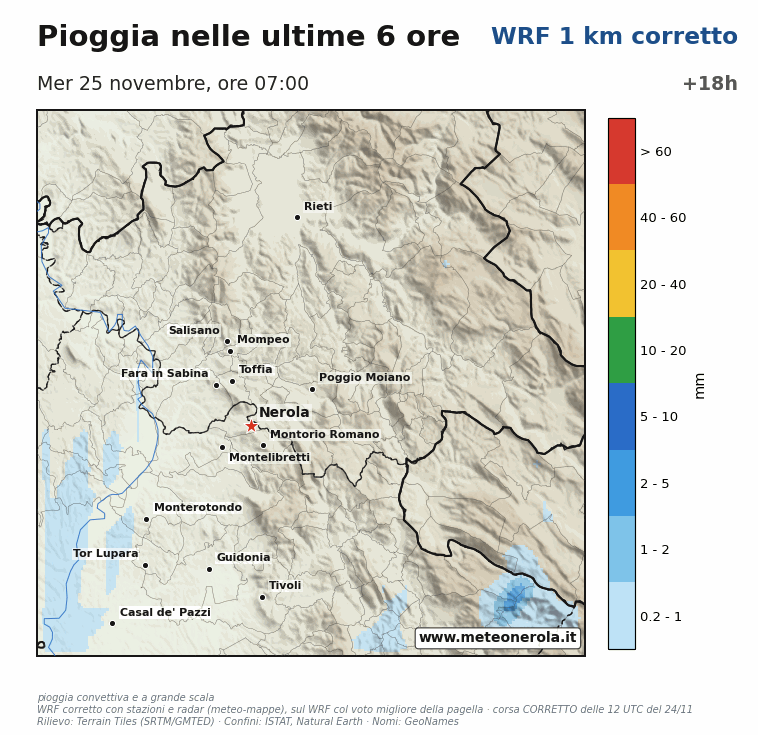 Pioggia nelle ultime 6 ore
WRF 1 km corretto
Mer 25 novembre, ore 07:00
+18h
Rieti
Salisano
Mompeo
Toffia
Fara in Sabina
Poggio Moiano
Nerola
Montorio Romano
Montelibretti
Monterotondo
Tor Lupara
Guidonia
Tivoli
Casal de' Pazzi
www.meteonerola.it
> 60
40 - 60
20 - 40
10 - 20
5 - 10
2 - 5
1 - 2
0.2 - 1
mm
pioggia convettiva e a grande scala
WRF corretto con stazioni e radar (meteo-mappe), sul WRF col voto migliore della pagella · corsa CORRETTO delle 12 UTC del 24/11
Rilievo: Terrain Tiles (SRTM/GMTED) · Confini: ISTAT, Natural Earth · Nomi: GeoNames